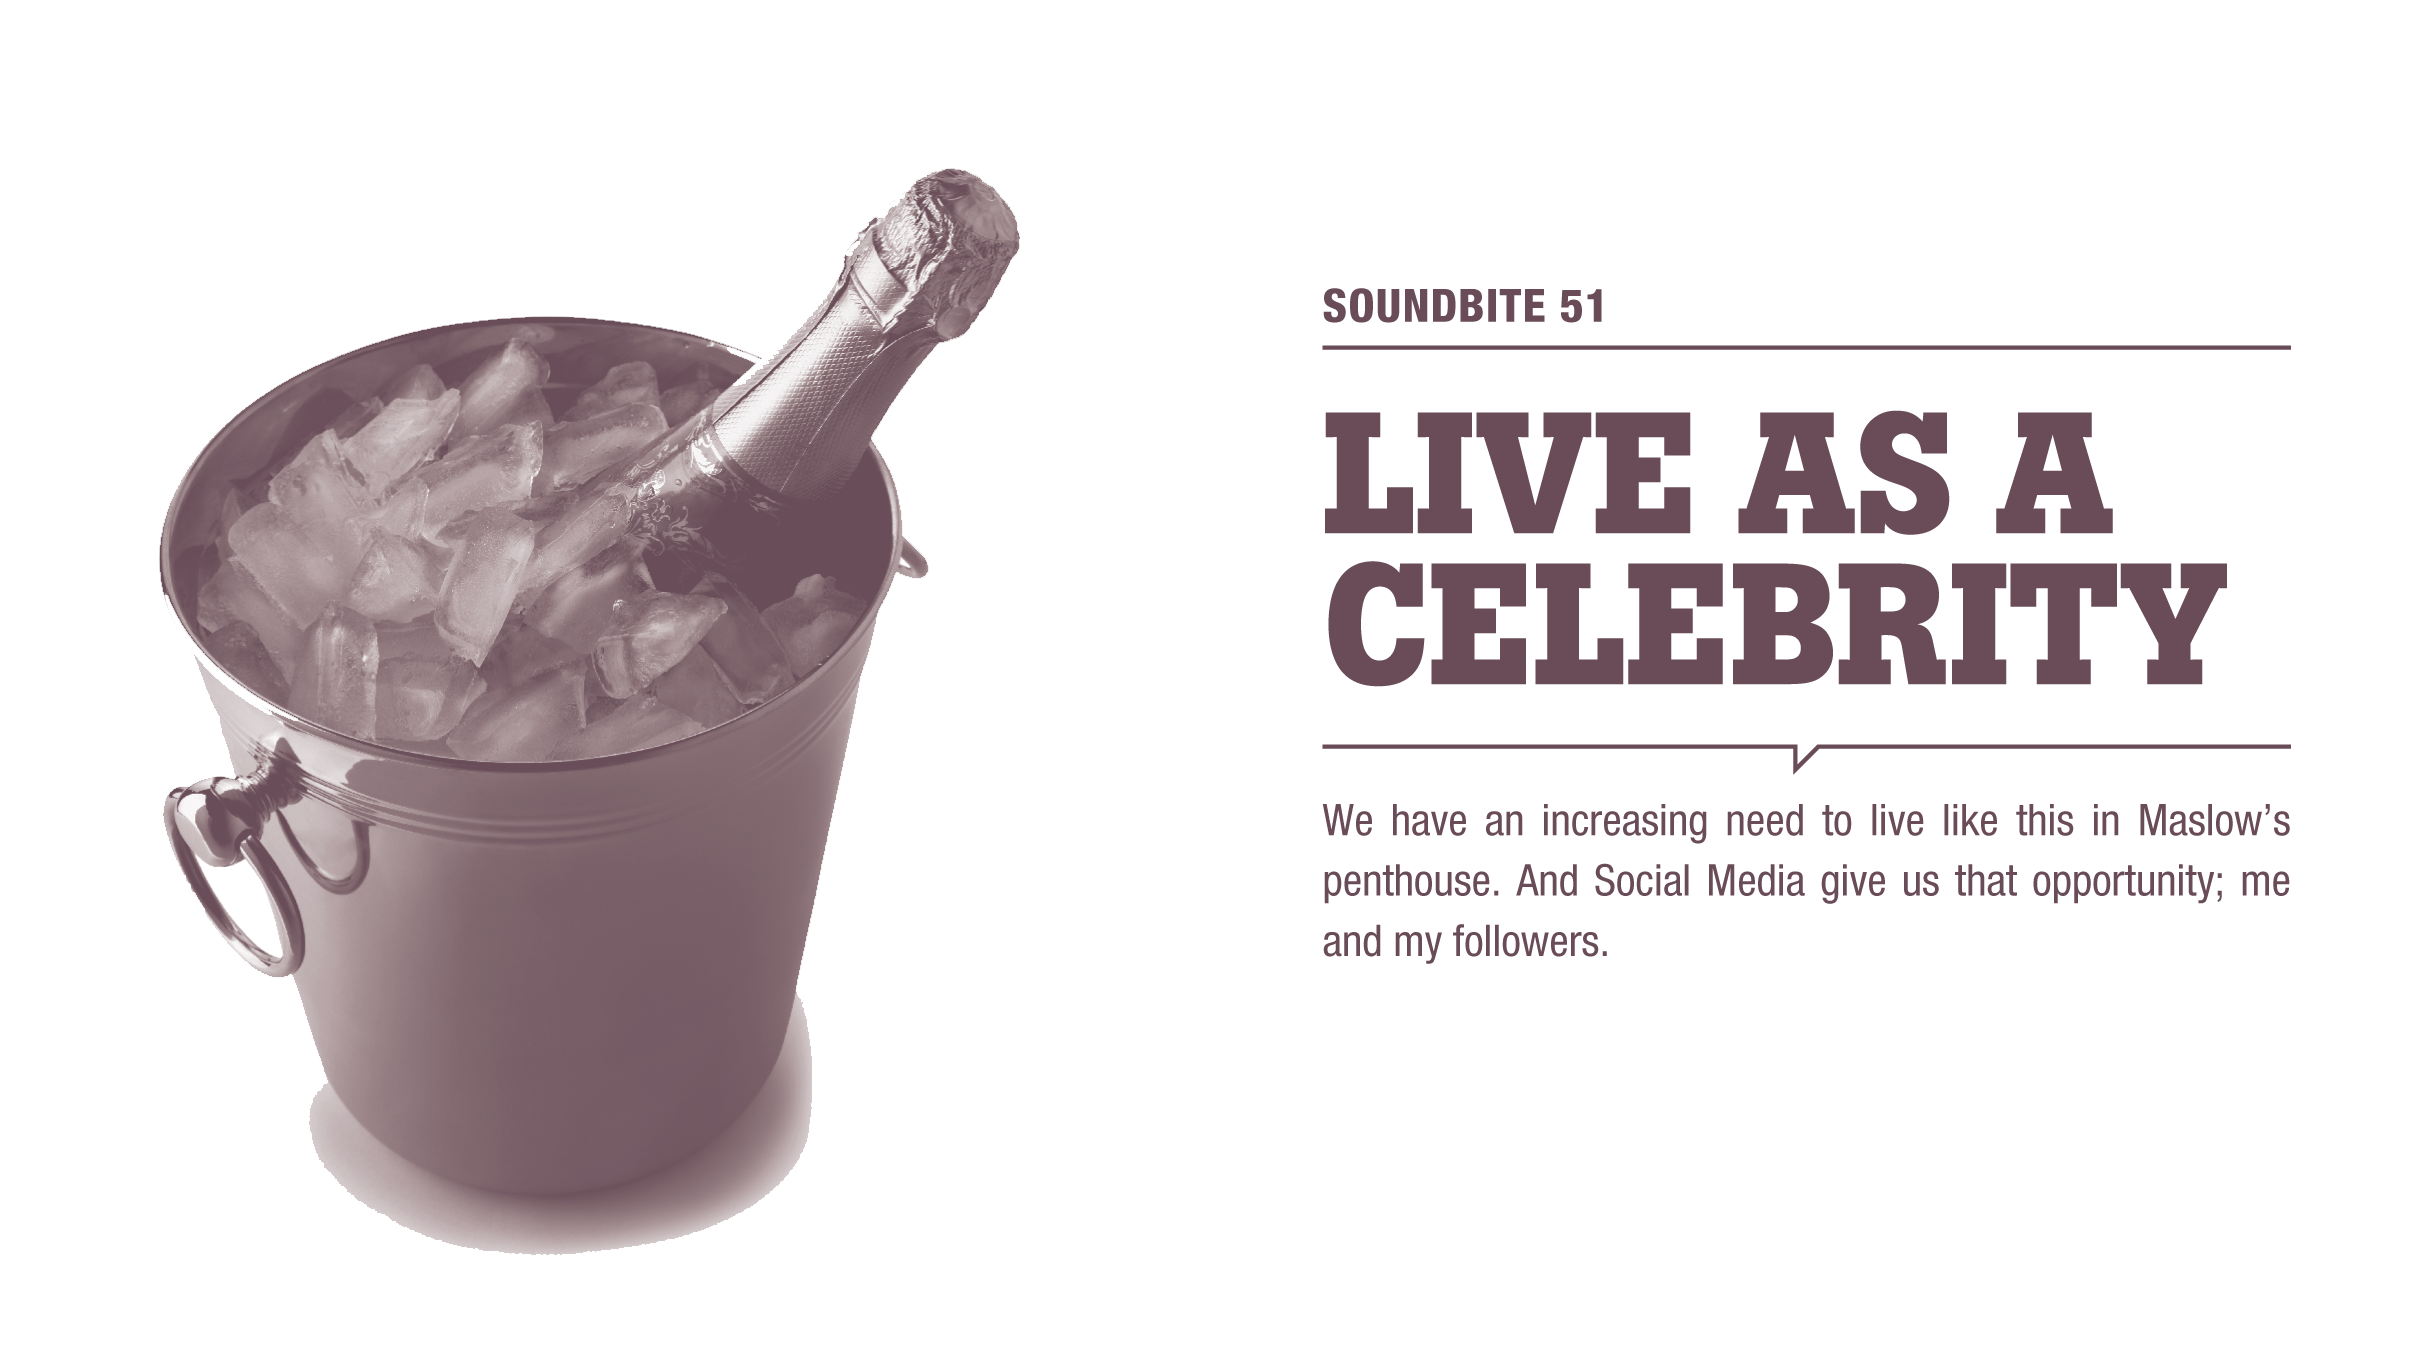 SOUNDBITE 51
LIVE AS A
CELEBRITY
We have an increasing need to live like this in Maslow’s
penthouse. And Social Media give us that opportunity; me
and my followers.